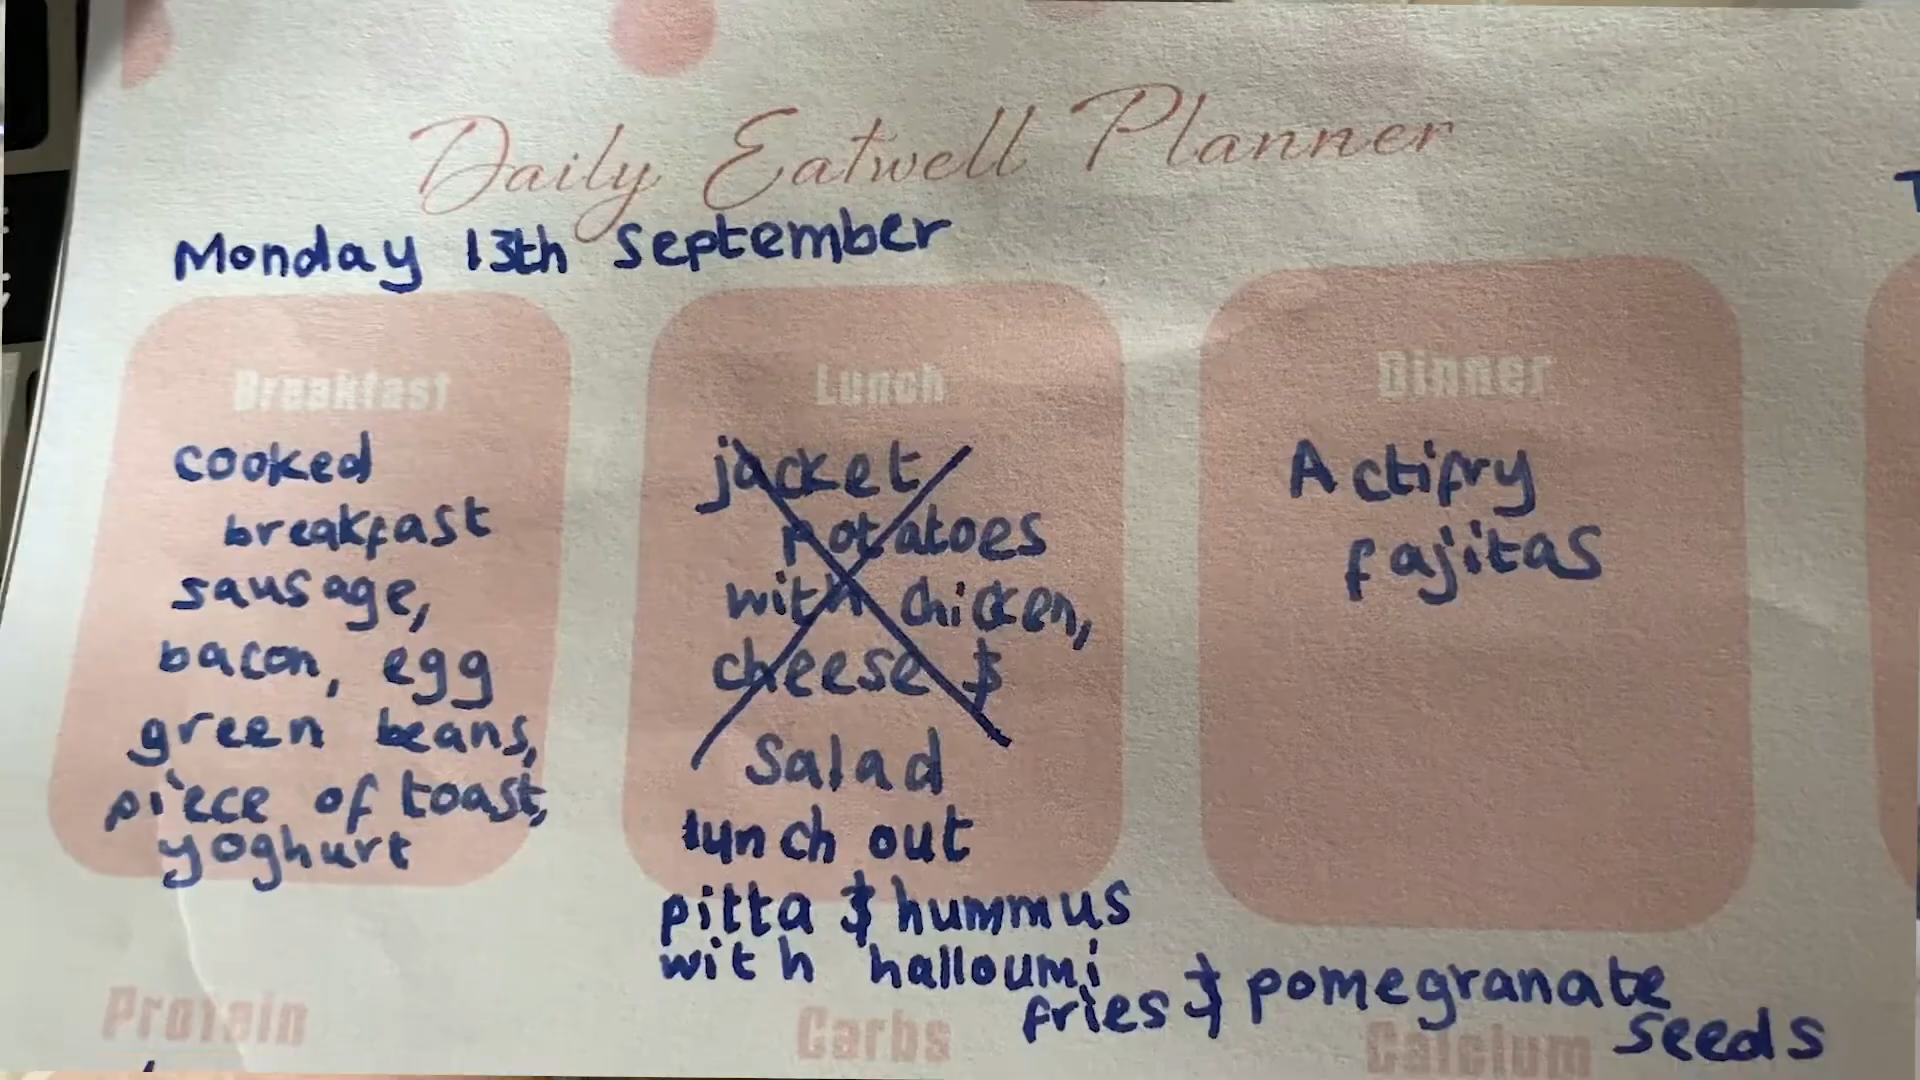 Daily Eatwell Planner
Monday 13th September
Breakfast
cooked
breakfast
sausage,
bacon, egg
green beans,
piece of toast,
yoghurt
Lunch
jacket
potatoes
with chicken,
cheese &
salad
lunch out
pitta & hummus
with halloumi
fries & pomegranate
seeds
Dinner
Actifry
fajitas
Protein
Carbs
Calcium